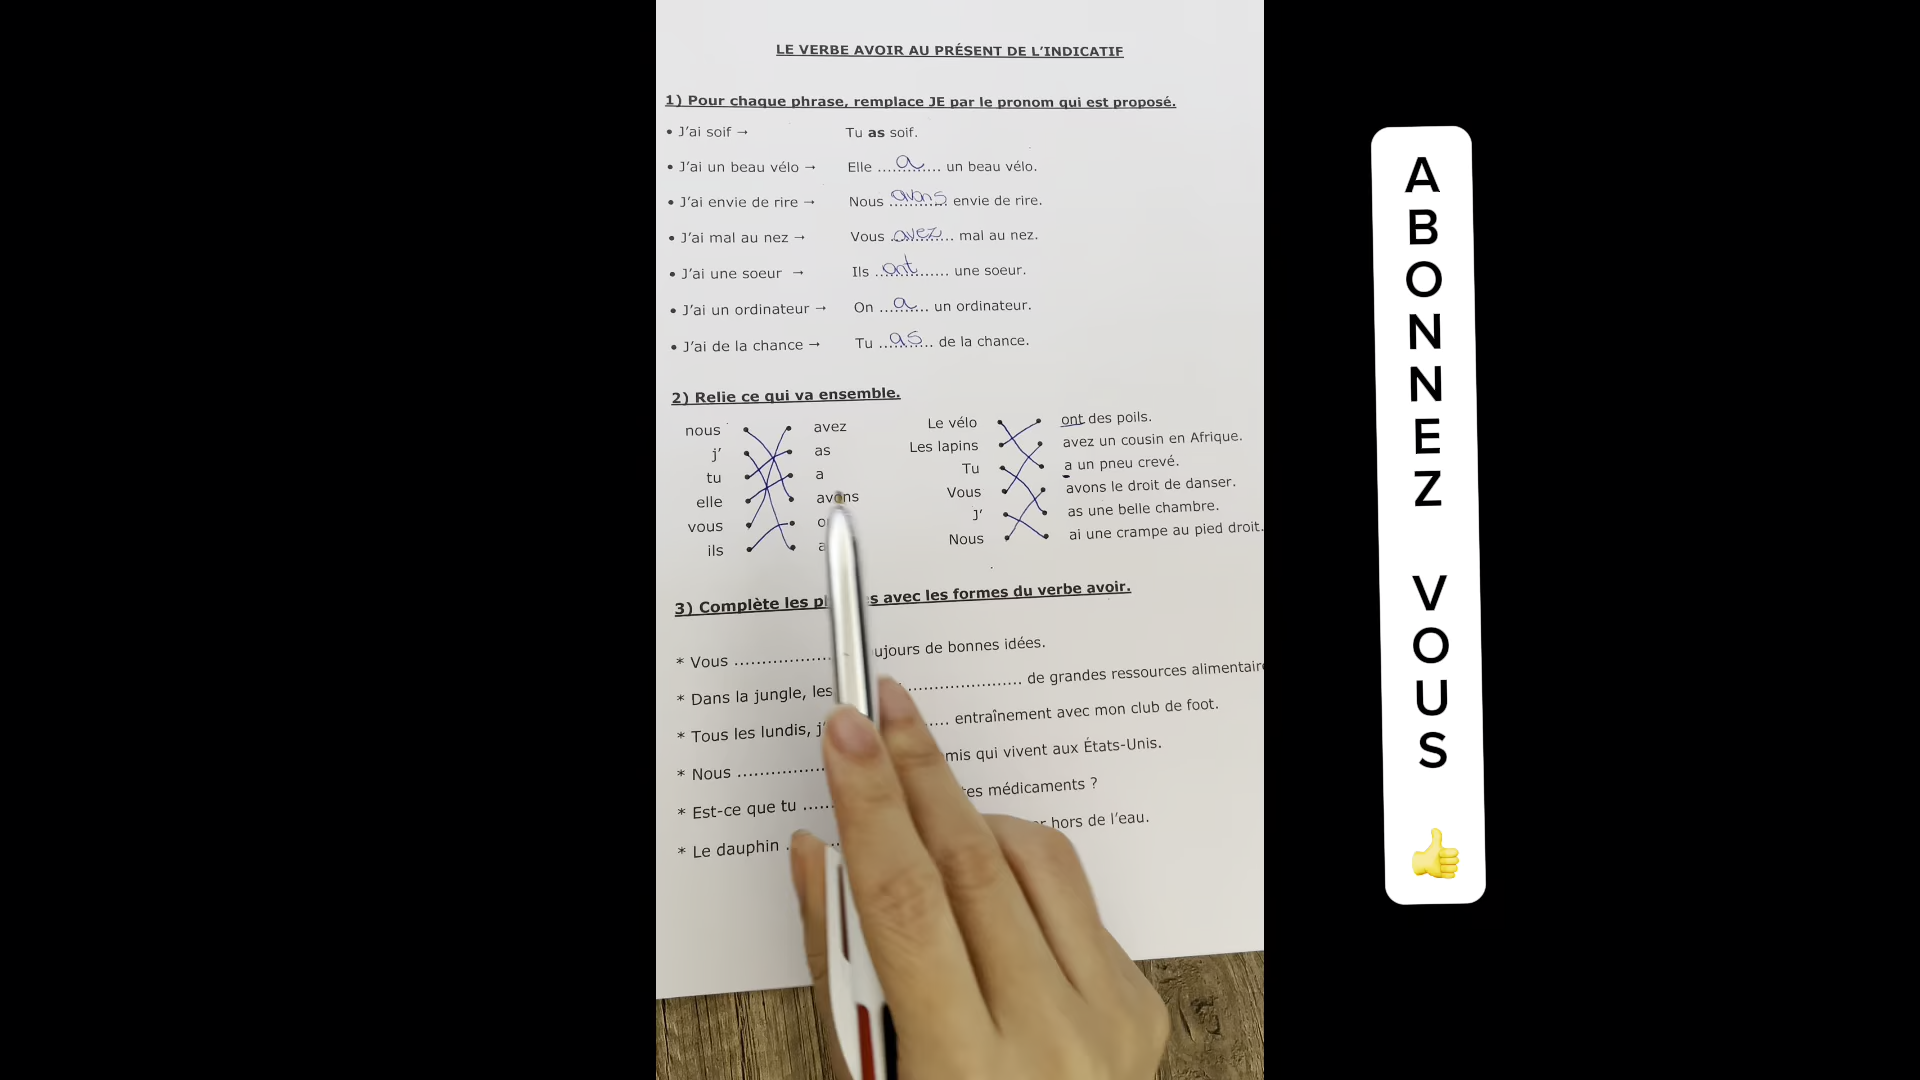 LE VERBE AVOIR AU PRÉSENT DE L'INDICATIF
1) Pour chaque phrase, remplace JE par le pronom qui est proposé.
• J'ai soif → Tu as soif.
• J'ai un beau vélo → Elle ...a... un beau vélo.
• J'ai envie de rire → Nous ...avons... envie de rire.
• J'ai mal au nez → Vous ...avez... mal au nez.
• J'ai une soeur → Ils ...ont... une soeur.
• J'ai un ordinateur → On ...a... un ordinateur.
• J'ai de la chance → Tu ...as... de la chance.
2) Relie ce qui va ensemble.
nous avez Le vélo ont des poils.
j' as Les lapins avez un cousin en Afrique.
tu a Tu a un pneu crevé.
elle avons Vous avons le droit de danser.
vous J' as une belle chambre.
ils Nous ai une crampe au pied droit.
3) Complète les avec les formes du verbe avoir.
* Vous .................. de bonnes idées.
* Dans la jungle, les ...................... de grandes ressources
* Tous les lundis, j' ..... entraînement avec mon club de foot.
* Nous ................ qui vivent aux États-Unis.
* Est-ce que tu ...... médicaments ?
* Le dauphin ... hors de l'eau.
ABONNEZ
VOUS
👍